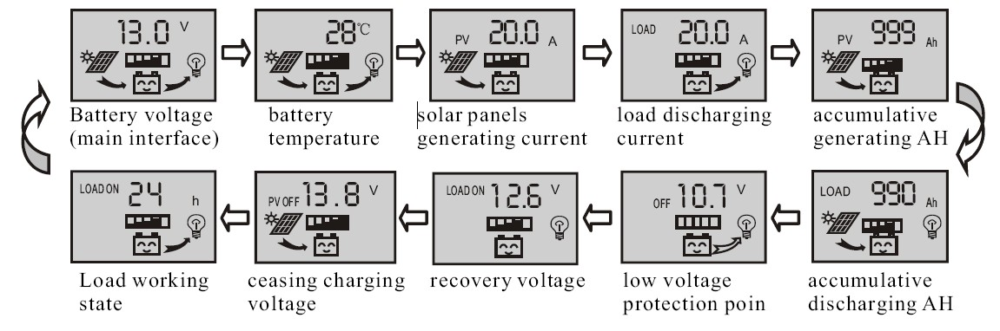 13.0 V
Battery voltage
(main interface)
28℃
battery
temperature
PV 20.0 A
solar panels
generating current
LOAD 20.0 A
load discharging
current
PV 999 Ah
accumulative
generating AH
LOAD 990 Ah
accumulative
discharging AH
OFF 10.7 V
low voltage
protection poin
LOAD ON 12.6 V
recovery voltage
PV OFF 13.8 V
ceasing charging
voltage
LOAD ON 24 h
Load working
state